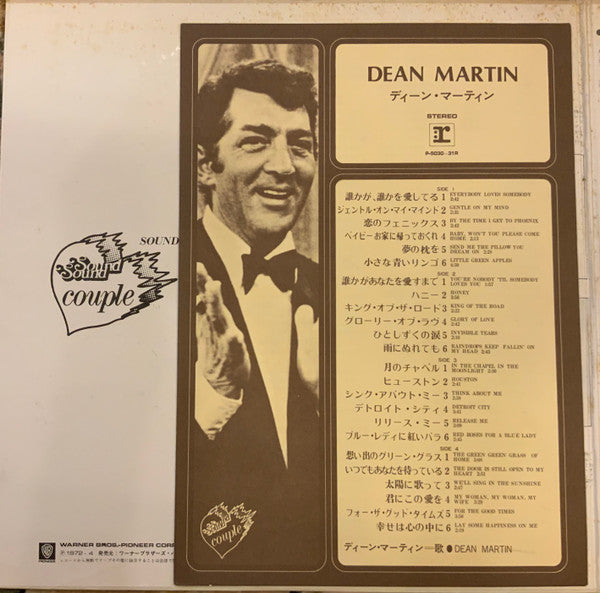 DEAN MARTIN
ディーン・マーティン
STEREO
r
P-5030~31R
SIDE 1
誰かが、誰かを愛してる 1 EVERYBODY LOVES SOMEBODY 2:42
ジェントル・オン・マイ・マインド 2 GENTLE ON MY MIND
恋のフェニックス 3 BY THE TIME I GET TO PHOENIX
ベイビーお家に帰っておくれ 4 BABY, WON'T YOU PLEASE COME HOME
夢の枕を 5 SEND ME THE PILLOW YOU DREAM ON
小さな青いリンゴ 6 LITTLE GREEN APPLES
SIDE 2
誰かがあなたを愛すまで 1 YOU'RE NOBODY 'TIL SOMEBODY LOVES YOU
ハニー 2 HONEY
キング・オブ・ザ・ロード 3 KING OF THE ROAD
グローリー・オブ・ラヴ 4 GLORY OF LOVE
ひとしずくの涙 5 INVISIBLE TEARS
雨にぬれても 6 RAINDROPS KEEP FALLIN' ON MY HEAD
SIDE 3
月のチャペル 1 IN THE CHAPEL IN THE MOONLIGHT
ヒューストン 2 HOUSTON
シンク・アバウト・ミー 3 THINK ABOUT ME
デトロイト・シティ 4 DETROIT CITY
リリース・ミー 5 RELEASE ME
ブルー・レディに紅いバラ 6 RED ROSES FOR A BLUE LADY
SIDE 4
想い出のグリーン・グラス 1 THE GREEN GREEN GRASS OF HOME
いつでもあなたを待っている 2 THE DOOR IS STILL OPEN TO MY HEART
太陽に歌って 3 WE'LL SING IN THE SUNSHINE
君にこの愛を 4 MY WOMAN, MY WOMAN, MY WIFE
フォー・ザ・グッド・タイムズ 5 FOR THE GOOD TIMES
幸せは心の中に 6 LAY SOME HAPPINESS ON ME
ディーン・マーティン=歌 ● DEAN MARTIN
SOUND
Sound
Sound
couple
Sound
couple
WARNER BROS.-PIONEER COR
Ⓟ1972-4 発売元:ワーナーブラザーズ・